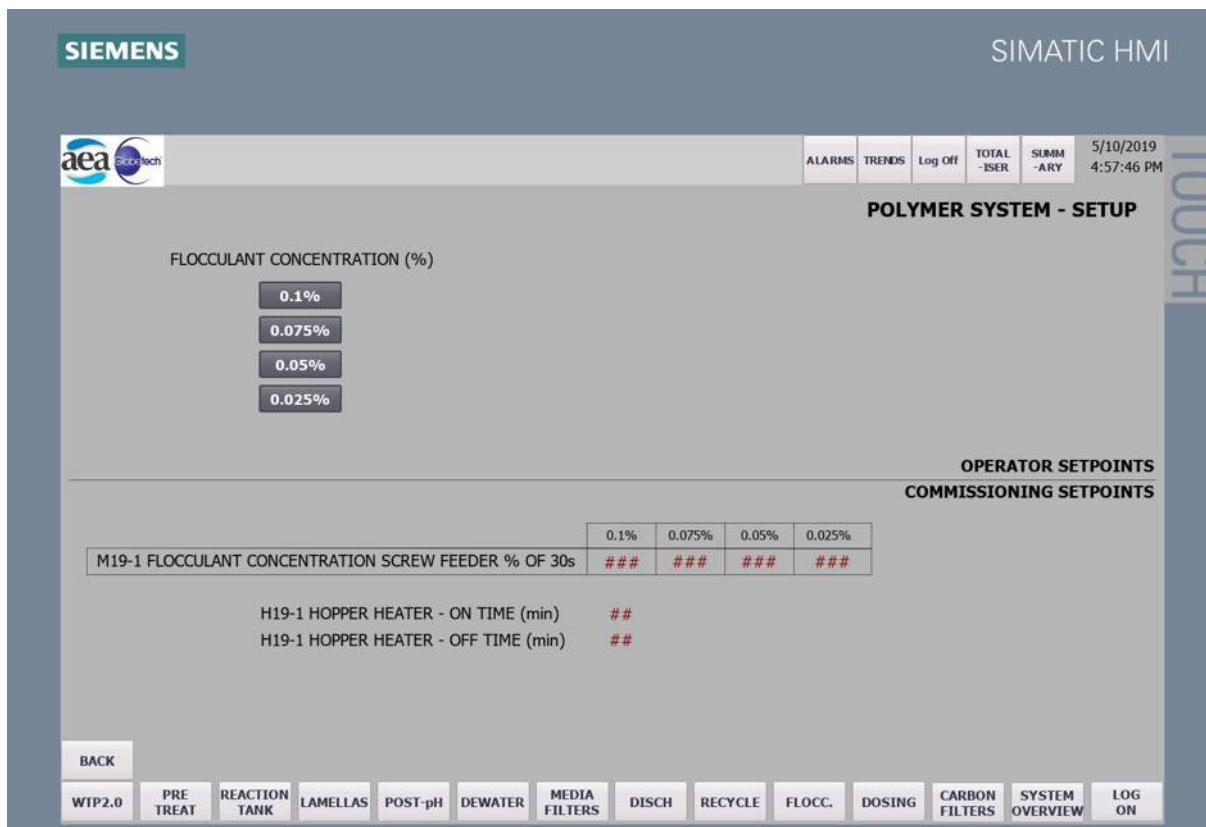 SIEMENS
SIMATIC HMI
aea Globetech
ALARMS
TRENDS
Log Off
TOTAL
-ISER
SUMM
-ARY
5/10/2019
4:57:46 PM
TOUCH
POLYMER SYSTEM - SETUP
FLOCCULANT CONCENTRATION (%)
0.1%
0.075%
0.05%
0.025%
OPERATOR SETPOINTS
COMMISSIONING SETPOINTS
0.1% 0.075% 0.05% 0.025%
M19-1 FLOCCULANT CONCENTRATION SCREW FEEDER % OF 30s ### ### ### ###
H19-1 HOPPER HEATER - ON TIME (min) ##
H19-1 HOPPER HEATER - OFF TIME (min) ##
BACK
WTP2.0
PRE
TREAT
REACTION
TANK
LAMELLAS
POST-pH
DEWATER
MEDIA
FILTERS
DISCH
RECYCLE
FLOCC.
DOSING
CARBON
FILTERS
SYSTEM
OVERVIEW
LOG
ON